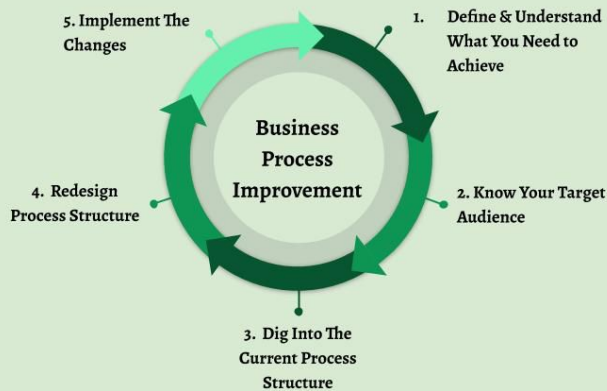 Business
Process
Improvement
1. Define & Understand
What You Need to
Achieve
2. Know Your Target
Audience
3. Dig Into The
Current Process
Structure
4. Redesign
Process Structure
5. Implement The
Changes